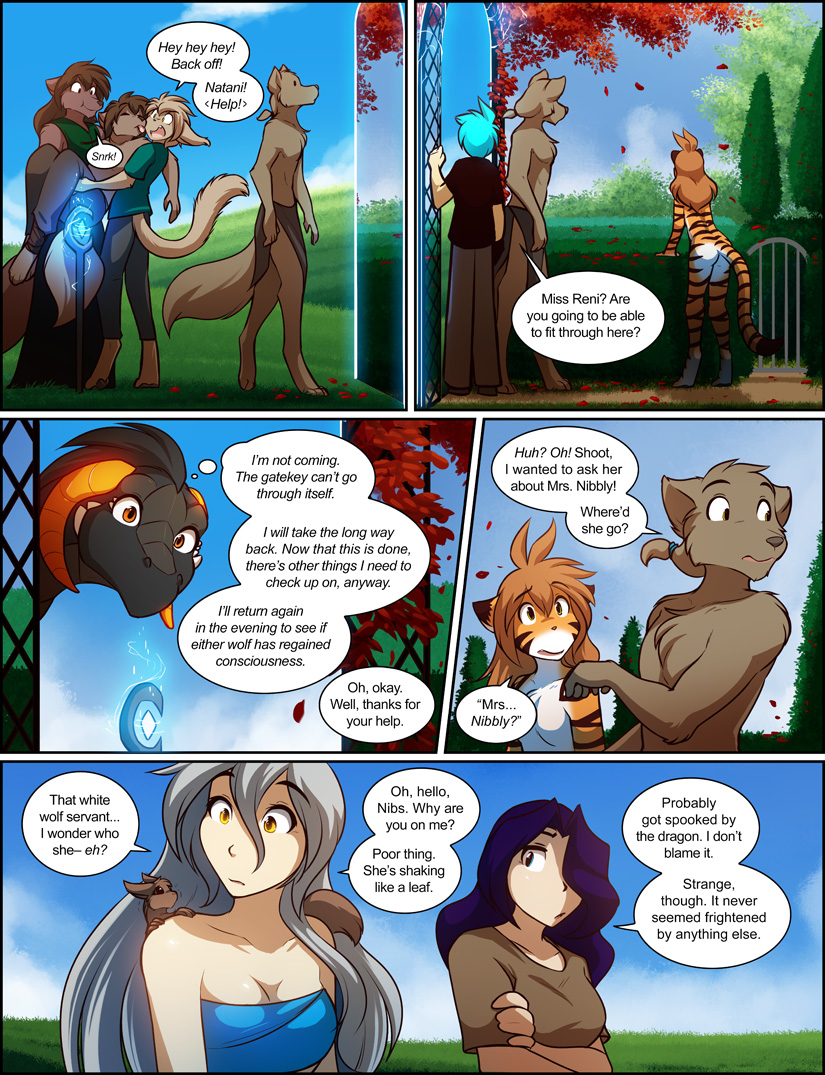 Hey hey hey!
Back off!
Natani!
‹Help!›
Snrk!
Miss Reni? Are
you going to be able
to fit through here?
I'm not coming.
The gatekey can't go
through itself.
I will take the long way
back. Now that this is done,
there's other things I need to
check up on, anyway.
I'll return again
in the evening to see if
either wolf has regained
consciousness.
Oh, okay.
Well, thanks for
your help.
Huh? Oh! Shoot,
I wanted to ask her
about Mrs. Nibbly!
Where'd
she go?
"Mrs...
Nibbly?"
That white
wolf servant...
I wonder who
she– eh?
Oh, hello,
Nibs. Why are
you on me?
Poor thing.
She's shaking
like a leaf.
Probably
got spooked by
the dragon. I don't
blame it.
Strange,
though. It never
seemed frightened
by anything else.